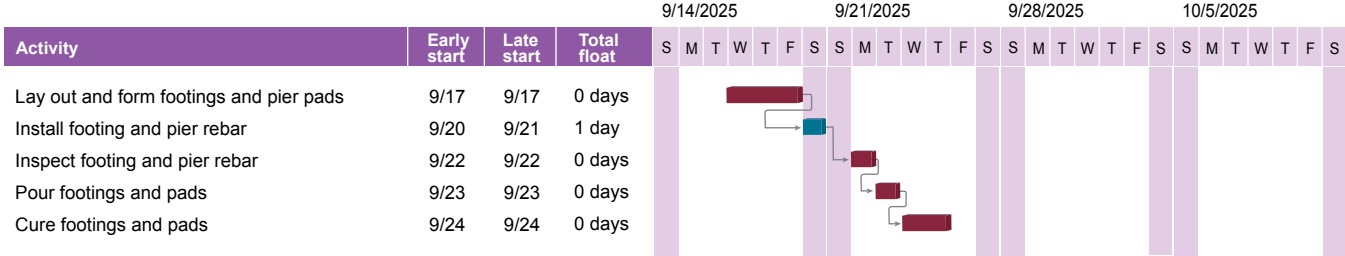 9/14/2025 9/21/2025 9/28/2025 10/5/2025
Activity Early start Late start Total float S M T W T F S S M T W T F S S M T W T F S S M T W T F S
Lay out and form footings and pier pads 9/17 9/17 0 days
Install footing and pier rebar 9/20 9/21 1 day
Inspect footing and pier rebar 9/22 9/22 0 days
Pour footings and pads 9/23 9/23 0 days
Cure footings and pads 9/24 9/24 0 days